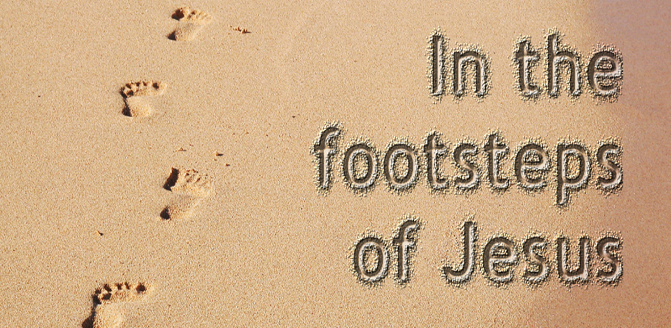 In the
footsteps
of Jesus